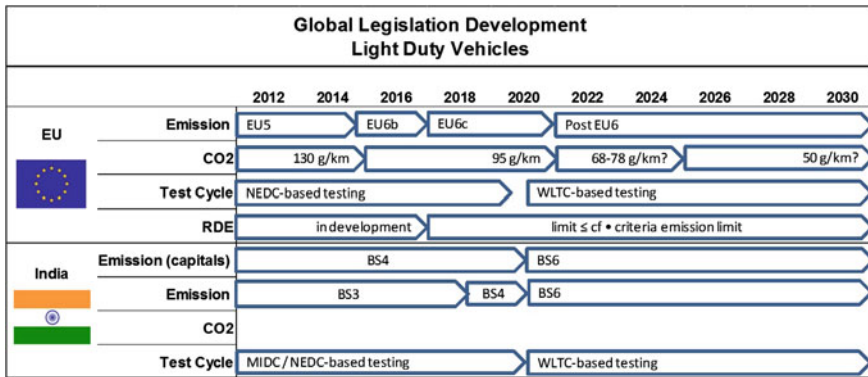 Global Legislation Development
Light Duty Vehicles
2012 2014 2016 2018 2020 2022 2024 2026 2028 2030
EU
Emission EU5 EU6b EU6c Post EU6
CO2 130 g/km 95 g/km 68-78 g/km? 50 g/km?
Test Cycle NEDC-based testing WLTC-based testing
RDE in development limit ≤ cf • criteria emission limit
India
Emission (capitals) BS4 BS6
Emission BS3 BS4 BS6
CO2
Test Cycle MIDC / NEDC-based testing WLTC-based testing